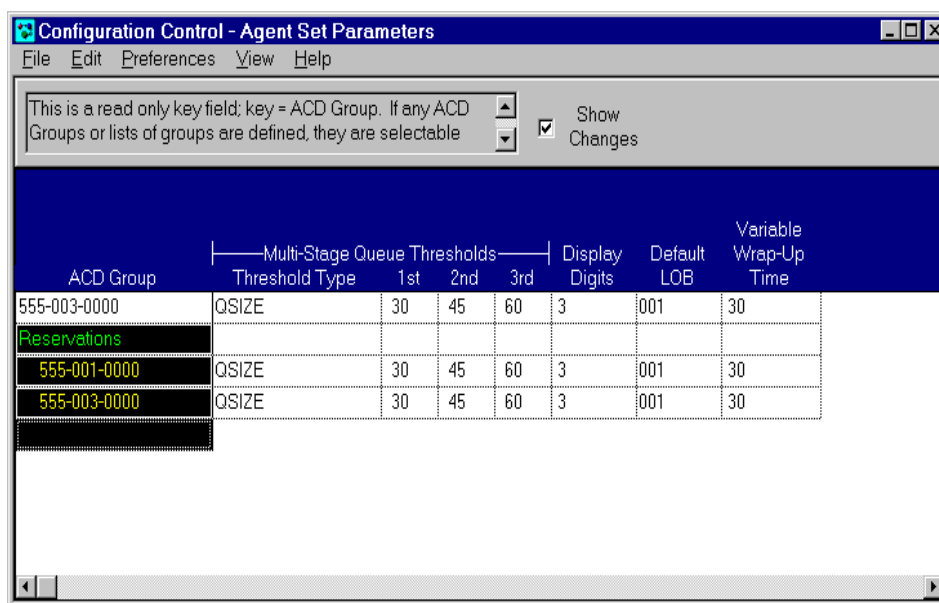 Configuration Control - Agent Set Parameters
File Edit Preferences View Help
This is a read only key field; key = ACD Group. If any ACD
Groups or lists of groups are defined, they are selectable
Show
Changes
Variable
Multi-Stage Queue Thresholds Display Default Wrap-Up
ACD Group Threshold Type 1st 2nd 3rd Digits LOB Time
555-003-0000 QSIZE 30 45 60 3 001 30
Reservations
555-001-0000 QSIZE 30 45 60 3 001 30
555-003-0000 QSIZE 30 45 60 3 001 30